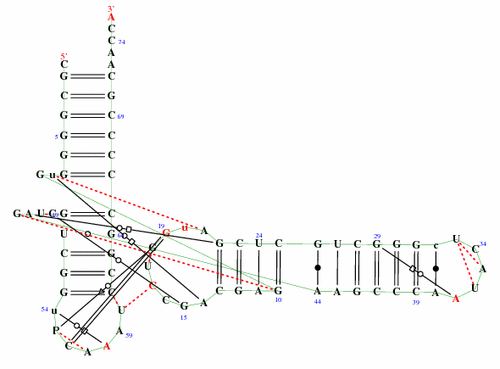 3'
A
C
C 74
A
5'
C A
G C
C G
G C 69
5 G C
G C
G u G C
19
G A U G G C G u A
U G
24 29 U 34
G C U C G U C G G G C C
C A
G U
G C U
g C G A G A A G C C C A A
10 44 39
C G A
15
54 u U
P A 59
C A A